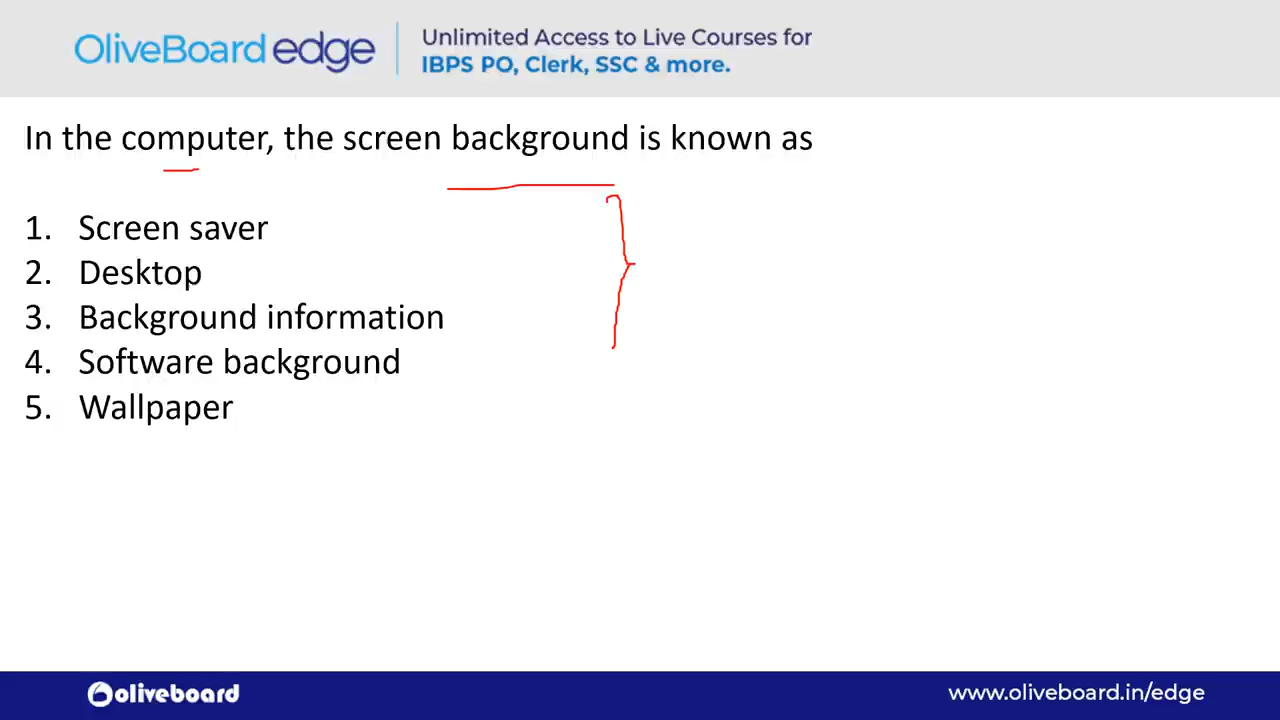 OliveBoard edge
Unlimited Access to Live Courses for
IBPS PO, Clerk, SSC & more.
In the computer, the screen background is known as
1. Screen saver
2. Desktop
3. Background information
4. Software background
5. Wallpaper
oliveboard
www.oliveboard.in/edge